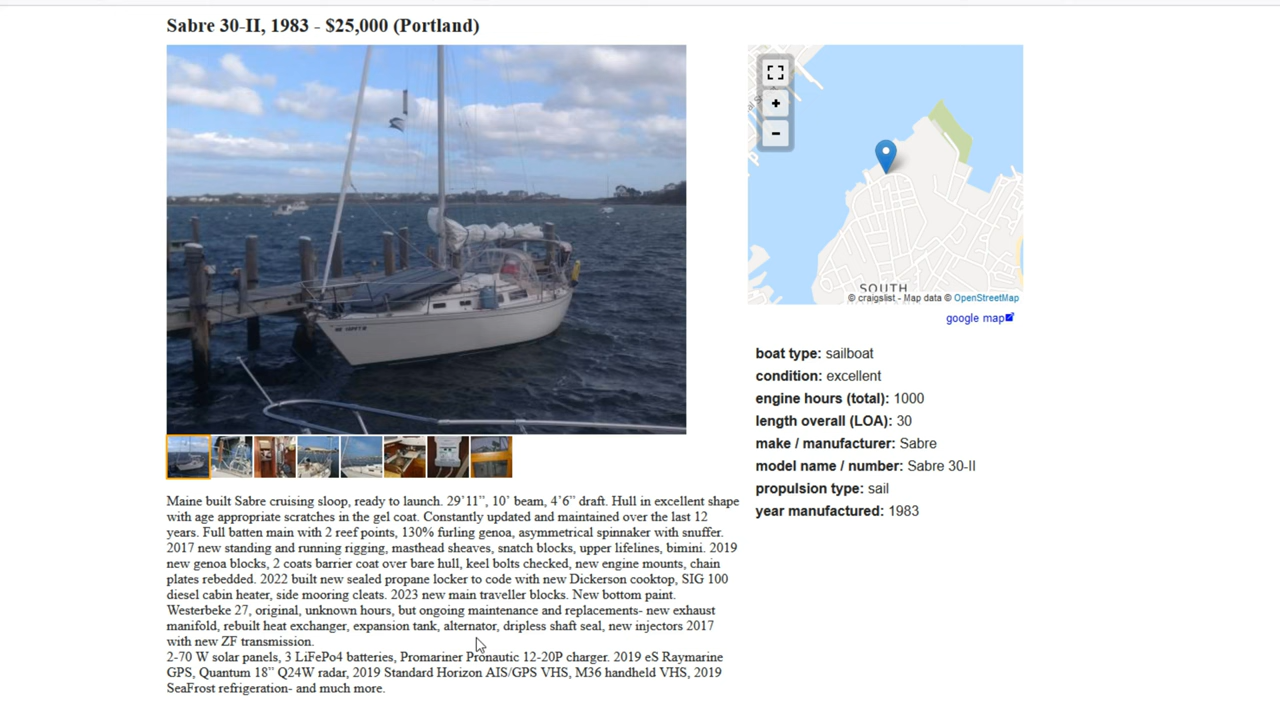 Sabre 30-II, 1983 - $25,000 (Portland)
+
-
SOUTH
© craigslist - Map data © OpenStreetMap
google map
boat type: sailboat
condition: excellent
engine hours (total): 1000
length overall (LOA): 30
make / manufacturer: Sabre
model name / number: Sabre 30-II
propulsion type: sail
year manufactured: 1983
Maine built Sabre cruising sloop, ready to launch. 29’11”, 10’ beam, 4’6” draft. Hull in excellent shape
with age appropriate scratches in the gel coat. Constantly updated and maintained over the last 12
years. Full batten main with 2 reef points, 130% furling genoa, asymmetrical spinnaker with snuffer.
2017 new standing and running rigging, masthead sheaves, snatch blocks, upper lifelines, bimini. 2019
new genoa blocks, 2 coats barrier coat over bare hull, keel bolts checked, new engine mounts, chain
plates rebedded. 2022 built new sealed propane locker to code with new Dickerson cooktop, SIG 100
diesel cabin heater, side mooring cleats. 2023 new main traveller blocks. New bottom paint.
Westerbeke 27, original, unknown hours, but ongoing maintenance and replacements- new exhaust
manifold, rebuilt heat exchanger, expansion tank, alternator, dripless shaft seal, new injectors 2017
with new ZF transmission.
2-70 W solar panels, 3 LiFePo4 batteries, Promariner Pronautic 12-20P charger. 2019 eS Raymarine
GPS, Quantum 18” Q24W radar, 2019 Standard Horizon AIS/GPS VHS, M36 handheld VHS, 2019
SeaFrost refrigeration- and much more.